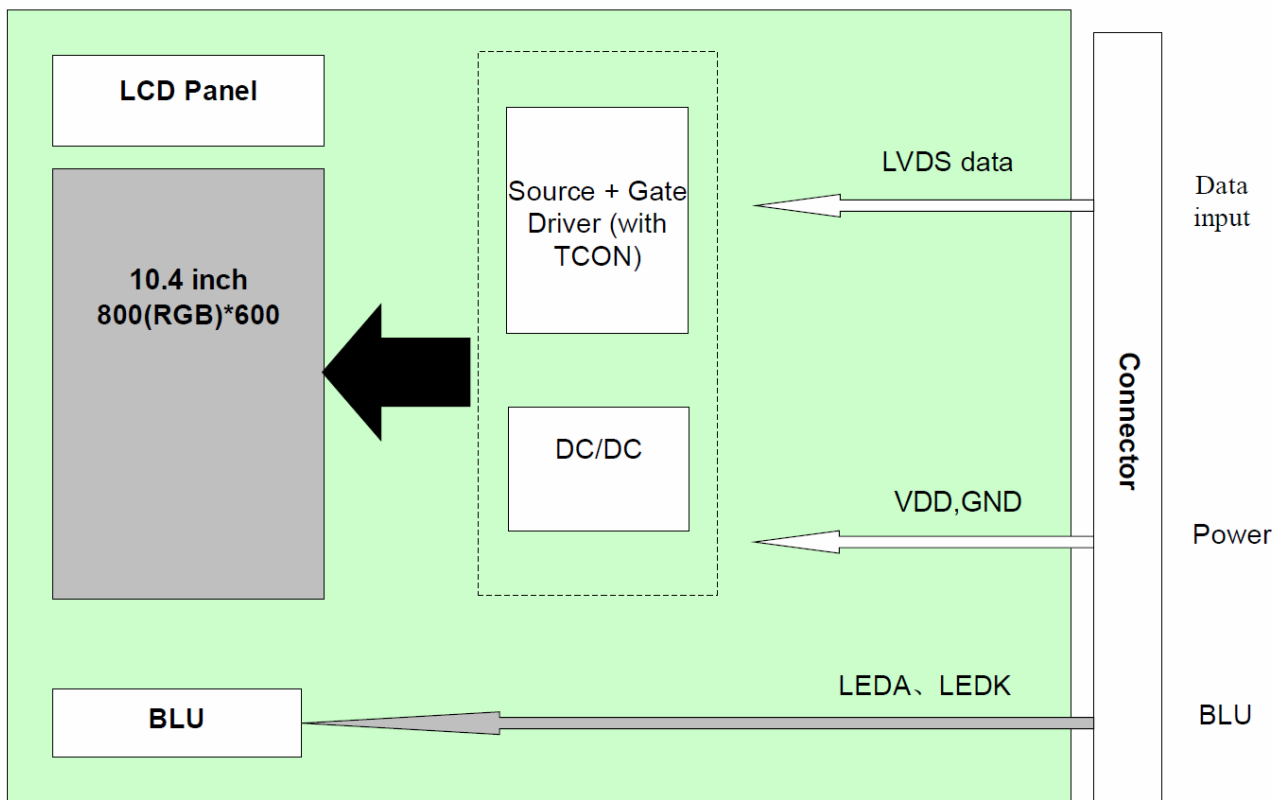 LCD Panel
10.4 inch
800(RGB)*600
Source + Gate
Driver (with
TCON)
DC/DC
LVDS data
VDD,GND
LEDA、LEDK
BLU
Connector
Data
input
Power
BLU